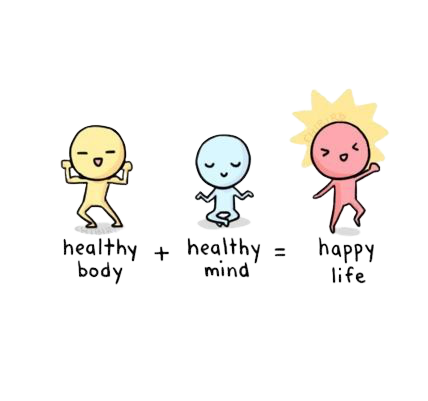 healthy body
+
healthy mind
=
happy life